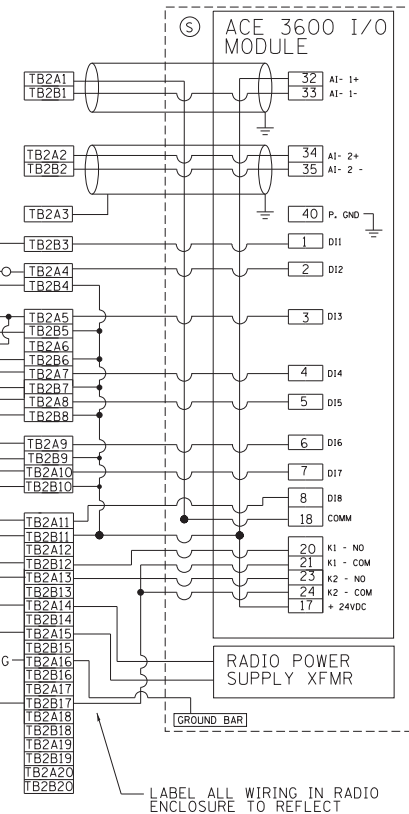 S
ACE 3600 I/O
MODULE
TB2A1
TB2B1
32 AI- 1+
33 AI- 1-
TB2A2
TB2B2
34 AI- 2+
35 AI- 2 -
TB2A3
40 P. GND
TB2B3
1 DI1
TB2A4
TB2B4
2 DI2
TB2A5
TB2B5
TB2A6
TB2B6
TB2A7
TB2B7
TB2A8
TB2B8
3 DI3
4 DI4
5 DI5
TB2A9
TB2B9
TB2A10
TB2B10
6 DI6
7 DI7
8 DI8
18 COMM
TB2A11
TB2B11
TB2A12
TB2B12
TB2A13
TB2B13
TB2A14
TB2B14
TB2A15
TB2B15
G
TB2A16
TB2B16
TB2A17
TB2B17
TB2A18
TB2B18
TB2A19
TB2B19
TB2A20
TB2B20
20 K1 - NO
21 K1 - COM
23 K2 - NO
24 K2 - COM
17 + 24VDC
RADIO POWER
SUPPLY XFMR
GROUND BAR
LABEL ALL WIRING IN RADIO
ENCLOSURE TO REFLECT